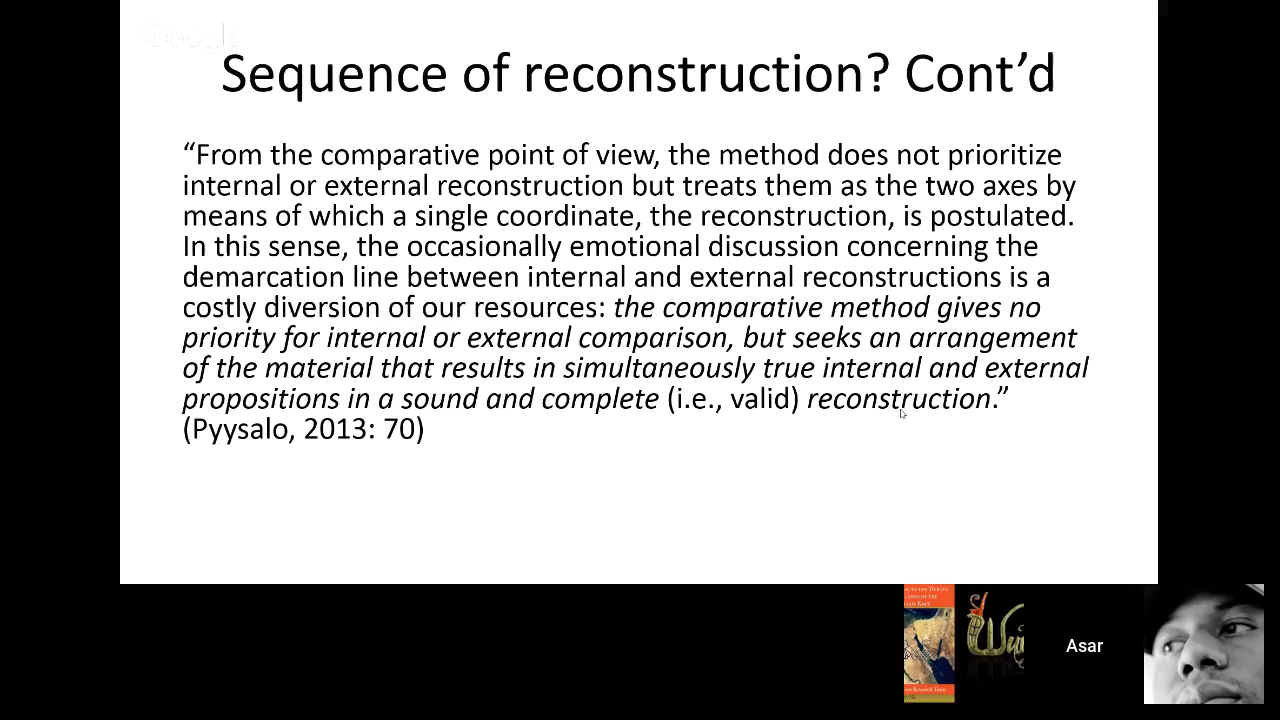 Google
Sequence of reconstruction? Cont’d
“From the comparative point of view, the method does not prioritize
internal or external reconstruction but treats them as the two axes by
means of which a single coordinate, the reconstruction, is postulated.
In this sense, the occasionally emotional discussion concerning the
demarcation line between internal and external reconstructions is a
costly diversion of our resources: the comparative method gives no
priority for internal or external comparison, but seeks an arrangement
of the material that results in simultaneously true internal and external
propositions in a sound and complete (i.e., valid) reconstruction.”
(Pyysalo, 2013: 70)
Asar